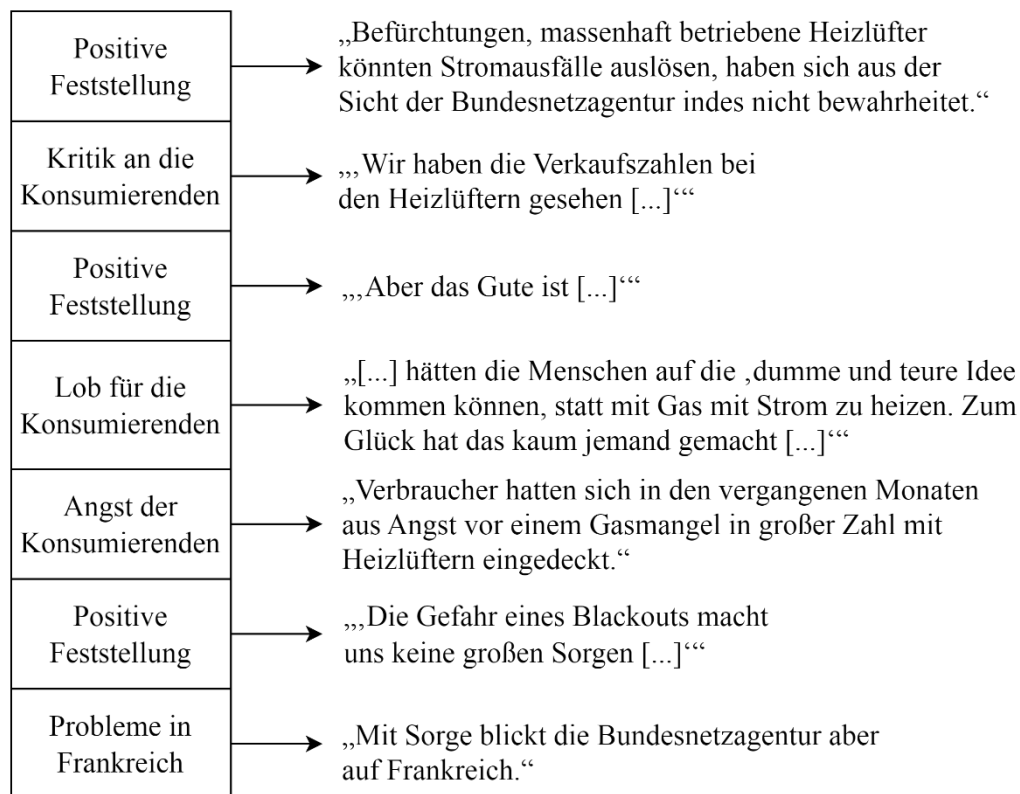 Positive
Feststellung
„Befürchtungen, massenhaft betriebene Heizlüfter
könnten Stromausfälle auslösen, haben sich aus der
Sicht der Bundesnetzagentur indes nicht bewahrheitet.“
Kritik an die
Konsumierenden
„‚Wir haben die Verkaufszahlen bei
den Heizlüftern gesehen [...]‘“
Positive
Feststellung
„‚Aber das Gute ist [...]‘“
Lob für die
Konsumierenden
„[...] hätten die Menschen auf die ‚dumme und teure Idee
kommen können, statt mit Gas mit Strom zu heizen. Zum
Glück hat das kaum jemand gemacht [...]‘“
Angst der
Konsumierenden
„Verbraucher hatten sich in den vergangenen Monaten
aus Angst vor einem Gasmangel in großer Zahl mit
Heizlüftern eingedeckt.“
Positive
Feststellung
„‚Die Gefahr eines Blackouts macht
uns keine großen Sorgen [...]‘“
Probleme in
Frankreich
„Mit Sorge blickt die Bundesnetzagentur aber
auf Frankreich.“